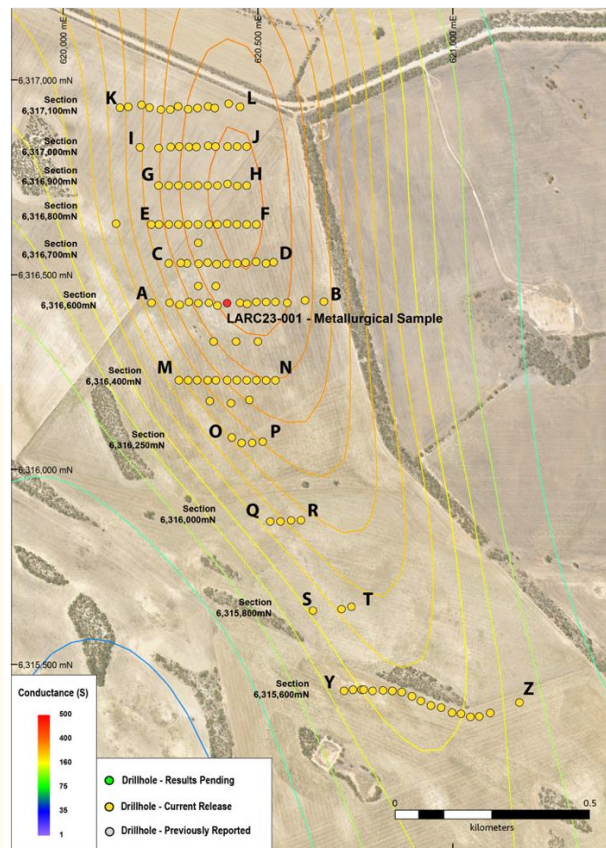 620,000 mE
620,500 mE
621,000 mE
6,317,000 mN
K
L
Section
6,317,100mN
I
J
Section
6,317,000mN
G
H
Section
6,316,900mN
E
F
Section
6,316,800mN
C
D
Section
6,316,700mN
6,316,500 mN
A
B
Section
6,316,600mN
LARC23-001 - Metallurgical Sample
M
N
Section
6,316,400mN
O
P
Section
6,316,250mN
6,316,000 mN
Q
R
Section
6,316,000mN
S
T
Section
6,315,800mN
6,315,500 mN
Y
Z
Section
6,315,600mN
Conductance (S)
500
400
160
75
35
1
Drillhole - Results Pending
Drillhole - Current Release
Drillhole - Previously Reported
0
0.5
kilometers